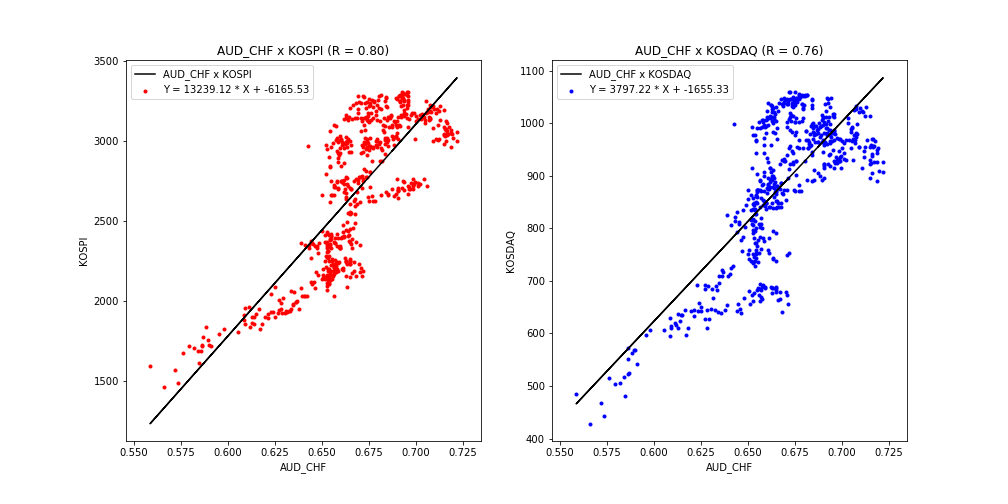 AUD_CHF x KOSPI (R = 0.80)
AUD_CHF x KOSPI
Y = 13239.12 * X + -6165.53
3500
3000
2500
2000
1500
KOSPI
0.550 0.575 0.600 0.625 0.650 0.675 0.700 0.725
AUD_CHF
AUD_CHF x KOSDAQ (R = 0.76)
AUD_CHF x KOSDAQ
Y = 3797.22 * X + -1655.33
1100
1000
900
800
700
600
500
400
KOSDAQ
0.550 0.575 0.600 0.625 0.650 0.675 0.700 0.725
AUD_CHF